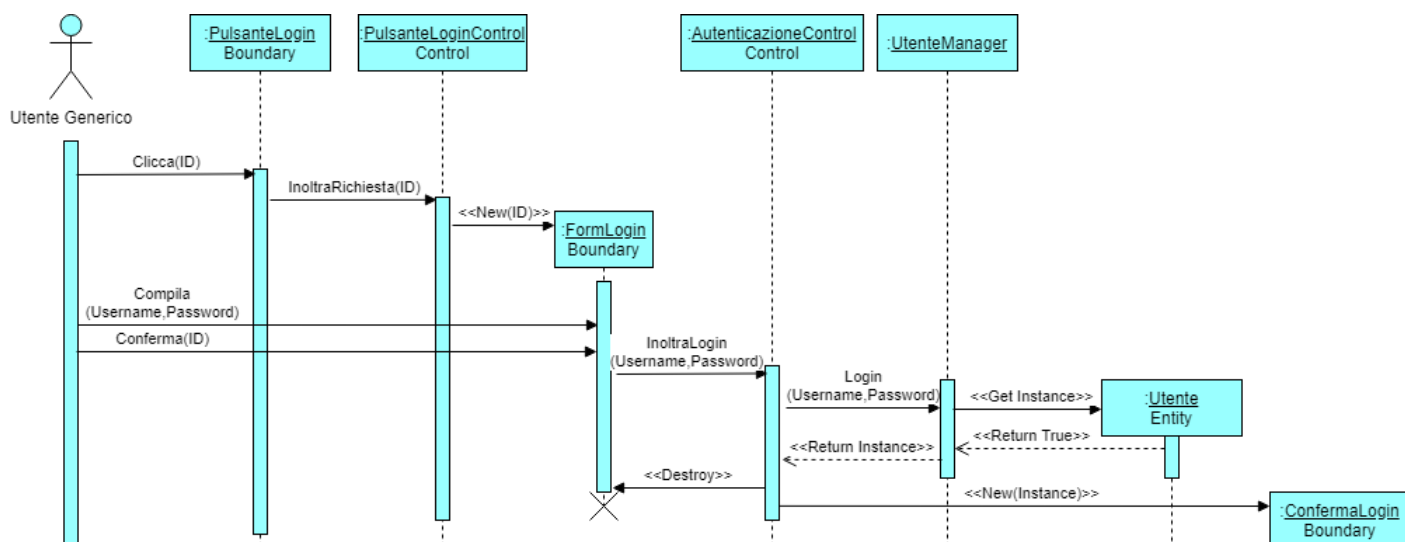 :PulsanteLogin
Boundary
:PulsanteLoginControl
Control
:AutenticazioneControl
Control
:UtenteManager
Utente Generico
Clicca(ID)
InoltraRichiesta(ID)
<<New(ID)>>
:FormLogin
Boundary
Compila
(Username,Password)
Conferma(ID)
InoltraLogin
(Username,Password)
Login
(Username,Password)
<<Get Instance>>
:Utente
Entity
<<Return True>>
<<Return Instance>>
<<Destroy>>
<<New(Instance)>>
:ConfermaLogin
Boundary